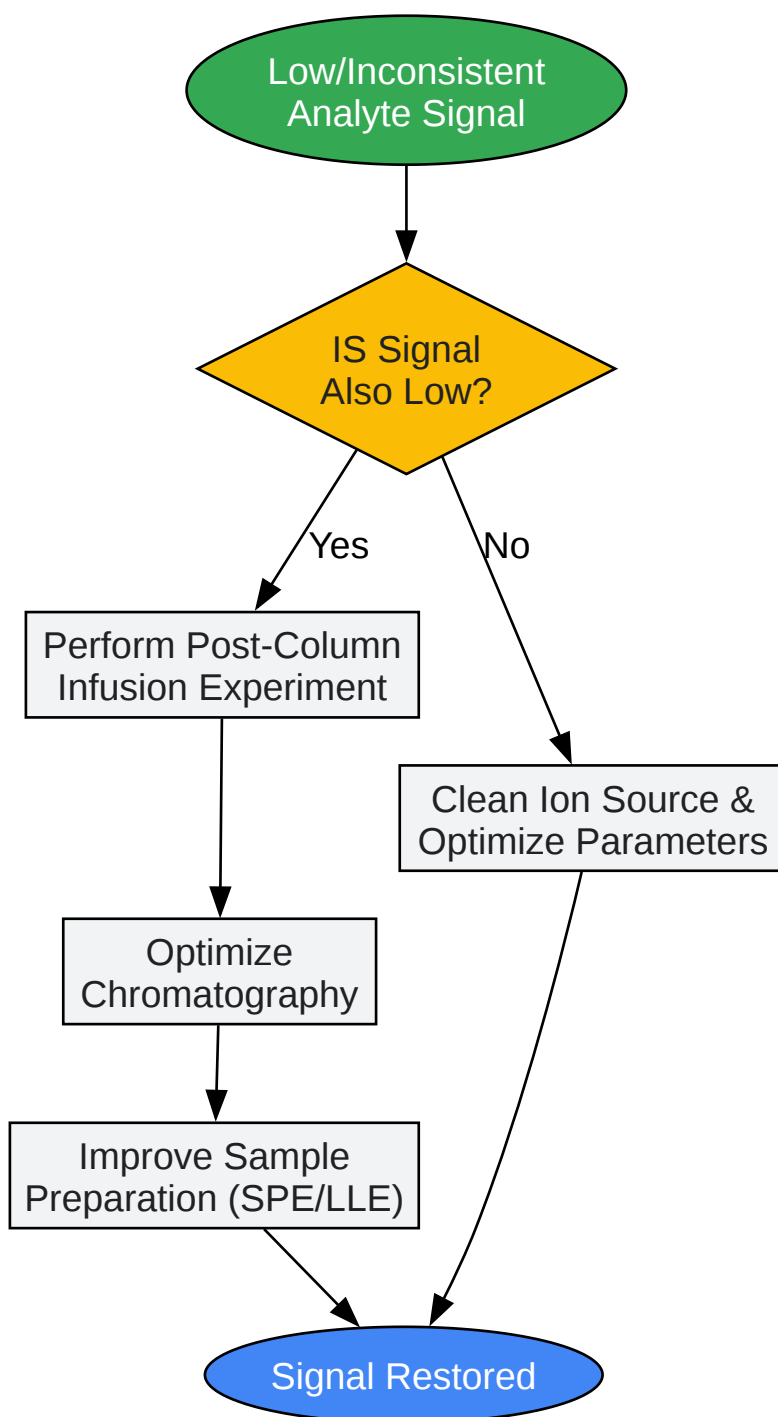 Low/Inconsistent
Analyte Signal
IS Signal
Also Low?
Yes
No
Perform Post-Column
Infusion Experiment
Clean Ion Source &
Optimize Parameters
Optimize
Chromatography
Improve Sample
Preparation (SPE/LLE)
Signal Restored